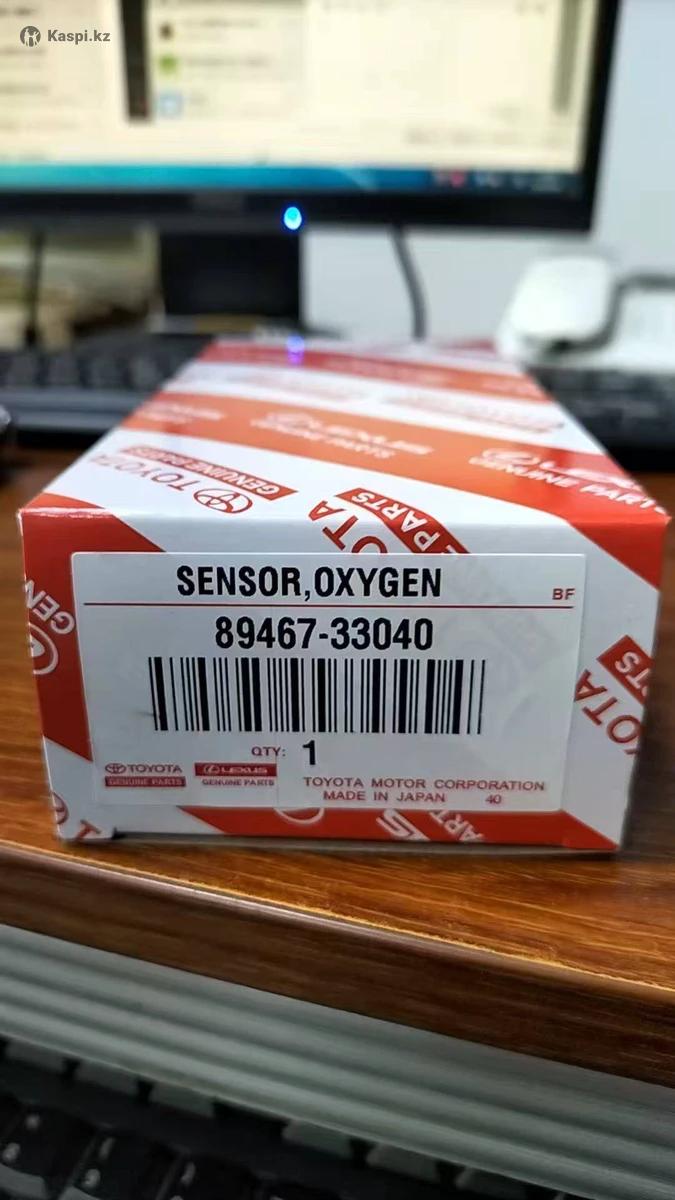 Kaspi.kz
LEXUS
GENUINE PARTS
TOYOTA
GENUINE PARTS
SENSOR,OXYGEN
BF
89467-33040
QTY: 1
TOYOTA
GENUINE PARTS
LEXUS
GENUINE PARTS
TOYOTA MOTOR CORPORATION
MADE IN JAPAN 40